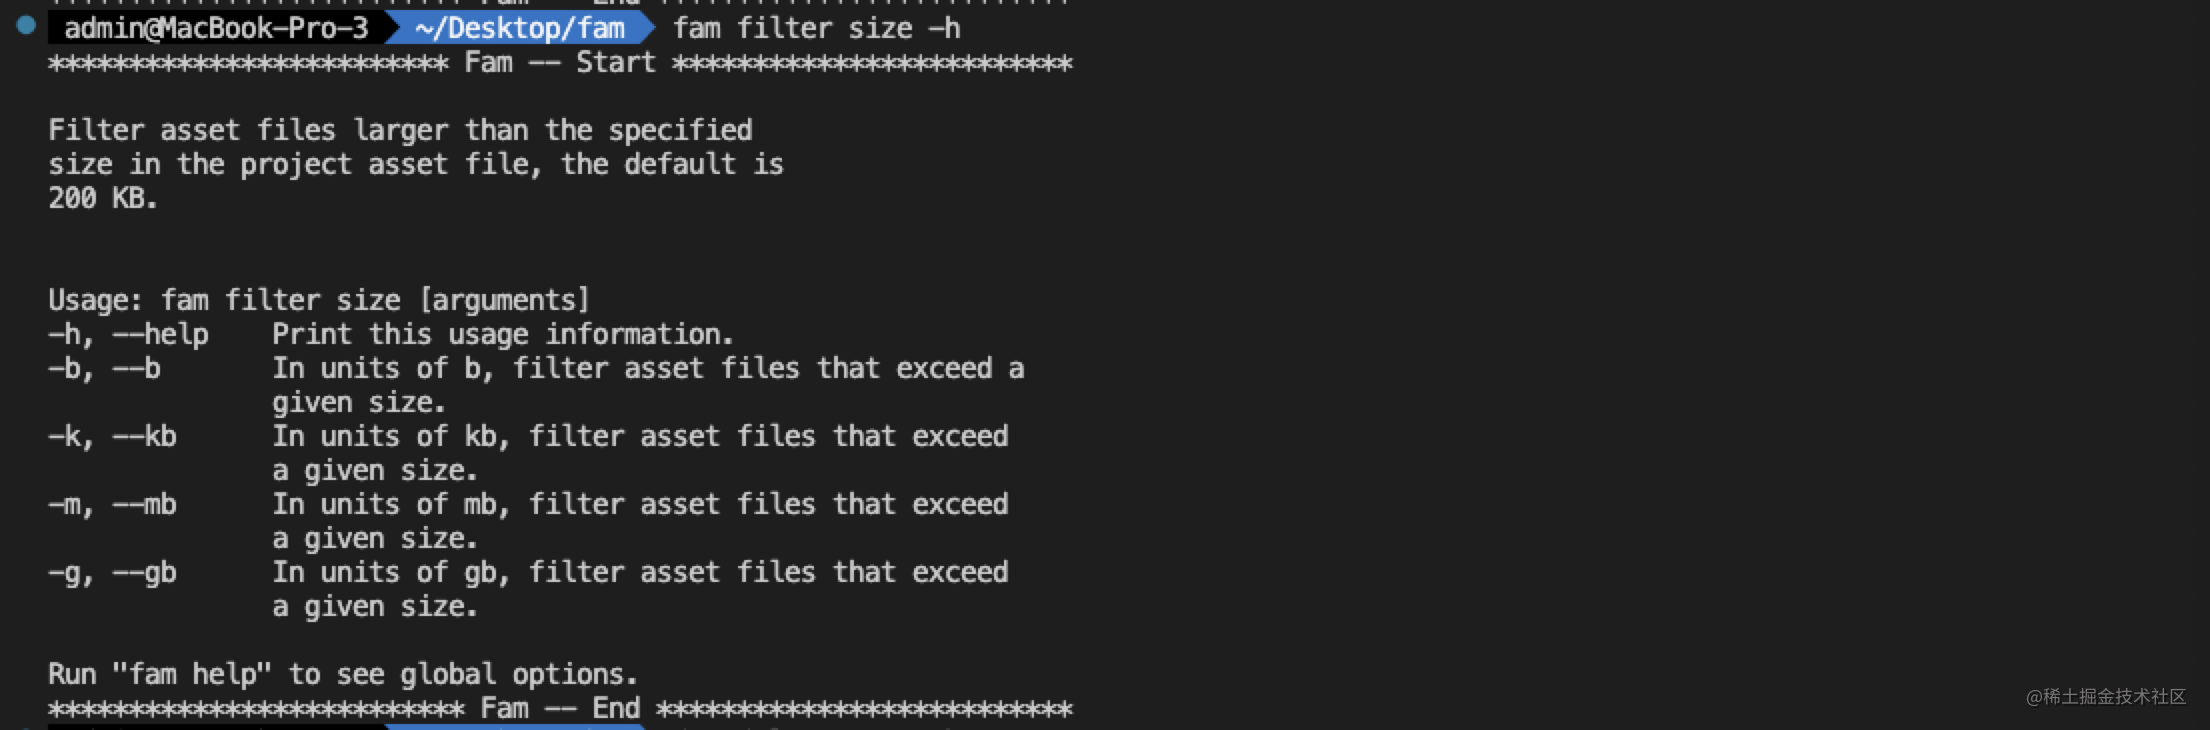 admin@MacBook-Pro-3 ~/Desktop/fam fam filter size -h
************************* Fam -- Start *************************
Filter asset files larger than the specified
size in the project asset file, the default is
200 KB.
Usage: fam filter size [arguments]
-h, --help    Print this usage information.
-b, --b       In units of b, filter asset files that exceed a
              given size.
-k, --kb      In units of kb, filter asset files that exceed
              a given size.
-m, --mb      In units of mb, filter asset files that exceed
              a given size.
-g, --gb      In units of gb, filter asset files that exceed
              a given size.
Run "fam help" to see global options.
************************** Fam -- End **************************
@稀土掘金技术社区